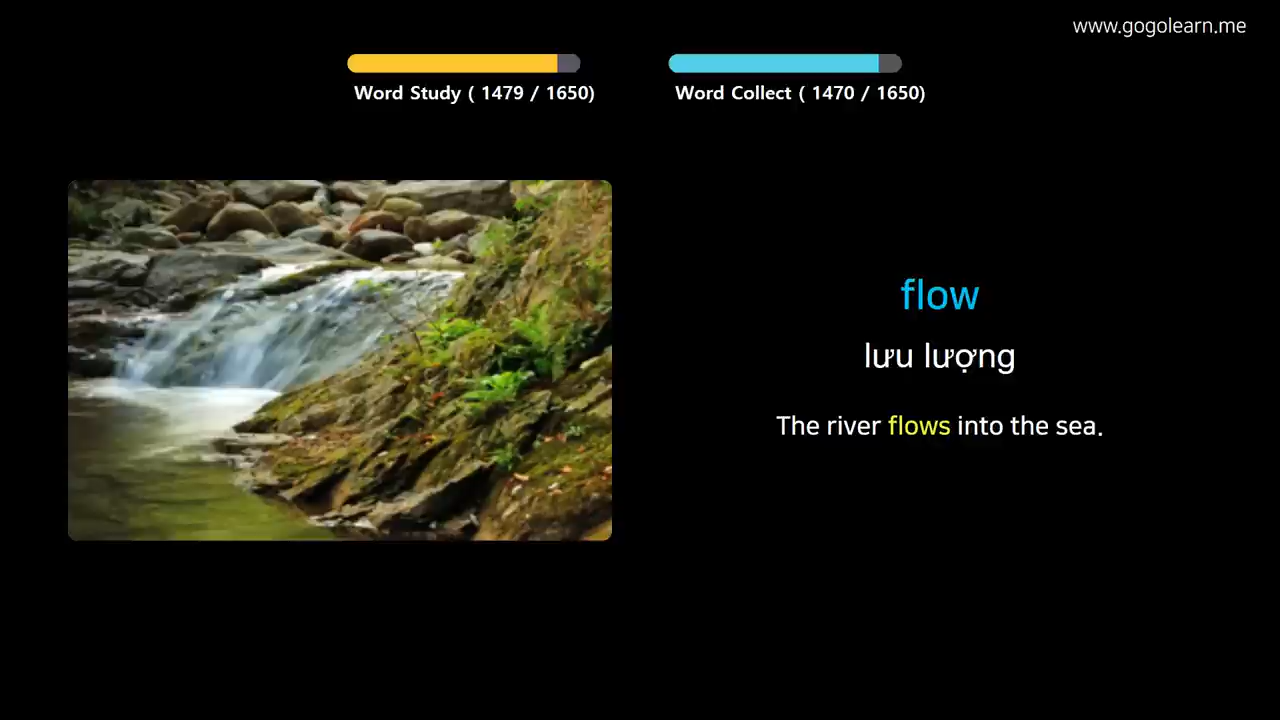 www.gogolearn.me
Word Study ( 1479 / 1650)
Word Collect ( 1470 / 1650)
flow
lưu lượng
The river flows into the sea.